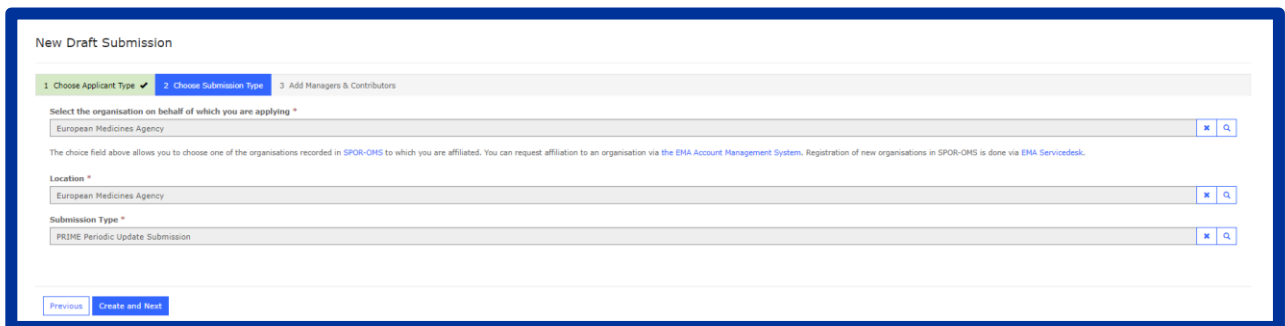 New Draft Submission
1 Choose Applicant Type ✔ 2 Choose Submission Type 3 Add Managers & Contributors
Select the organisation on behalf of which you are applying *
European Medicines Agency
The choice field above allows you to choose one of the organisations recorded in SPOR-OMS to which you are affiliated. You can request affiliation to an organisation via the EMA Account Management System. Registration of new organisations in SPOR-OMS is done via EMA Servicedesk.
Location *
European Medicines Agency
Submission Type *
PRIME Periodic Update Submission
Previous Create and Next